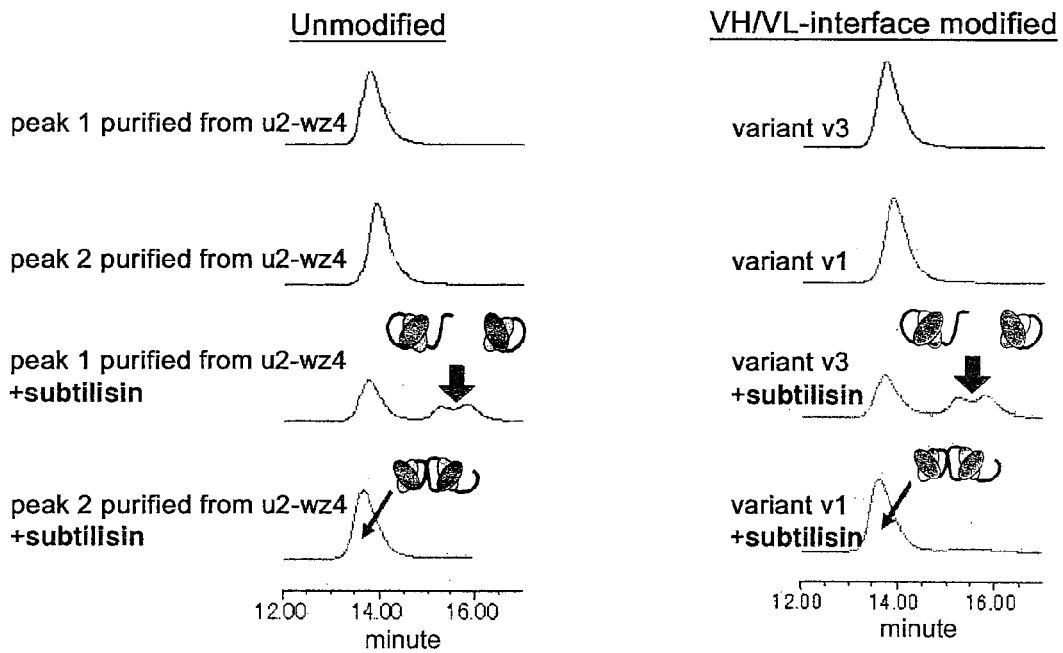 Unmodified
VH/VL-interface modified
peak 1 purified from u2-wz4
variant v3
peak 2 purified from u2-wz4
variant v1
peak 1 purified from u2-wz4
+subtilisin
variant v3
+subtilisin
peak 2 purified from u2-wz4
+subtilisin
variant v1
+subtilisin
12.00 14.00 16.00
minute
12.00 14.00 16.00
minute